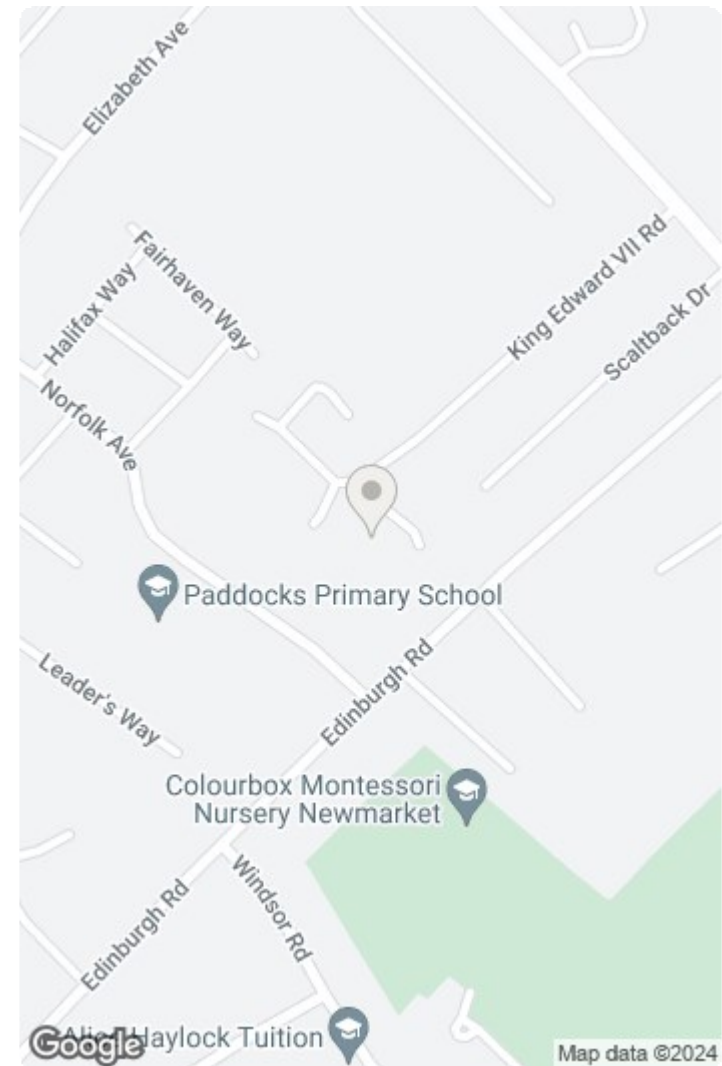 Elizabeth Ave
Fairhaven Way
Halifax Way
King Edward VII Rd
Scaltback Dr
Norfolk Ave
Paddocks Primary School
Leader's Way
Edinburgh Rd
Colourbox Montessori
Nursery Newmarket
Windsor Rd
Edinburgh Rd
Haylock Tuition
Google
Map data ©2024